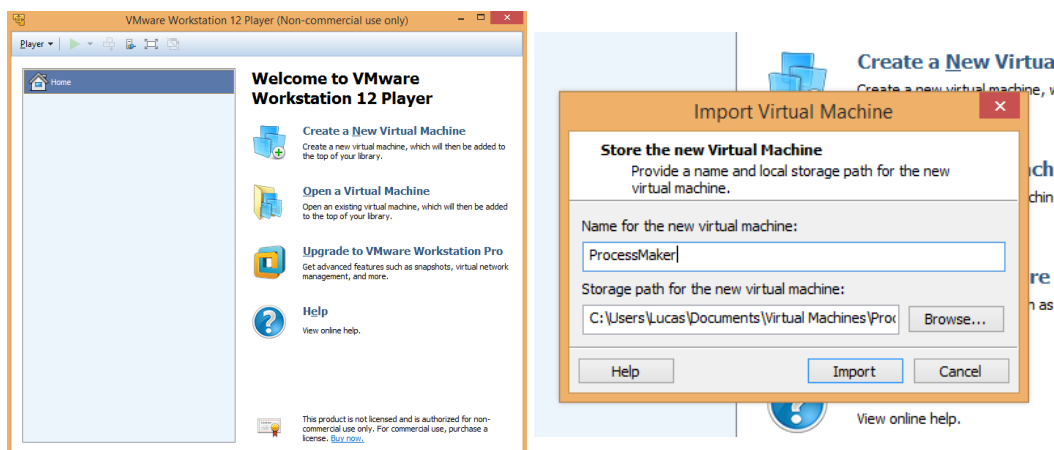 VMware Workstation 12 Player (Non-commercial use only)
Player
Home
Welcome to VMware
Workstation 12 Player
Create a New Virtual Machine
Create a new virtual machine, which will then be added to
the top of your library.
Open a Virtual Machine
Open an existing virtual machine, which will then be added
to the top of your library.
Upgrade to VMware Workstation Pro
Get advanced features such as snapshots, virtual network
management, and more.
Help
View online help.
This product is not licensed and is authorized for non-
commercial use only. For commercial use, purchase a
license. Buy now.
Create a New Virtua
Create a new virtual machine, w
Import Virtual Machine
Store the new Virtual Machine
Provide a name and local storage path for the new
virtual machine.
ch
chin
Name for the new virtual machine:
ProcessMaker
re
Storage path for the new virtual machine:
n as
C:\Users\Lucas\Documents\Virtual Machines\Proc
Browse...
Help
Import
Cancel
View online help.